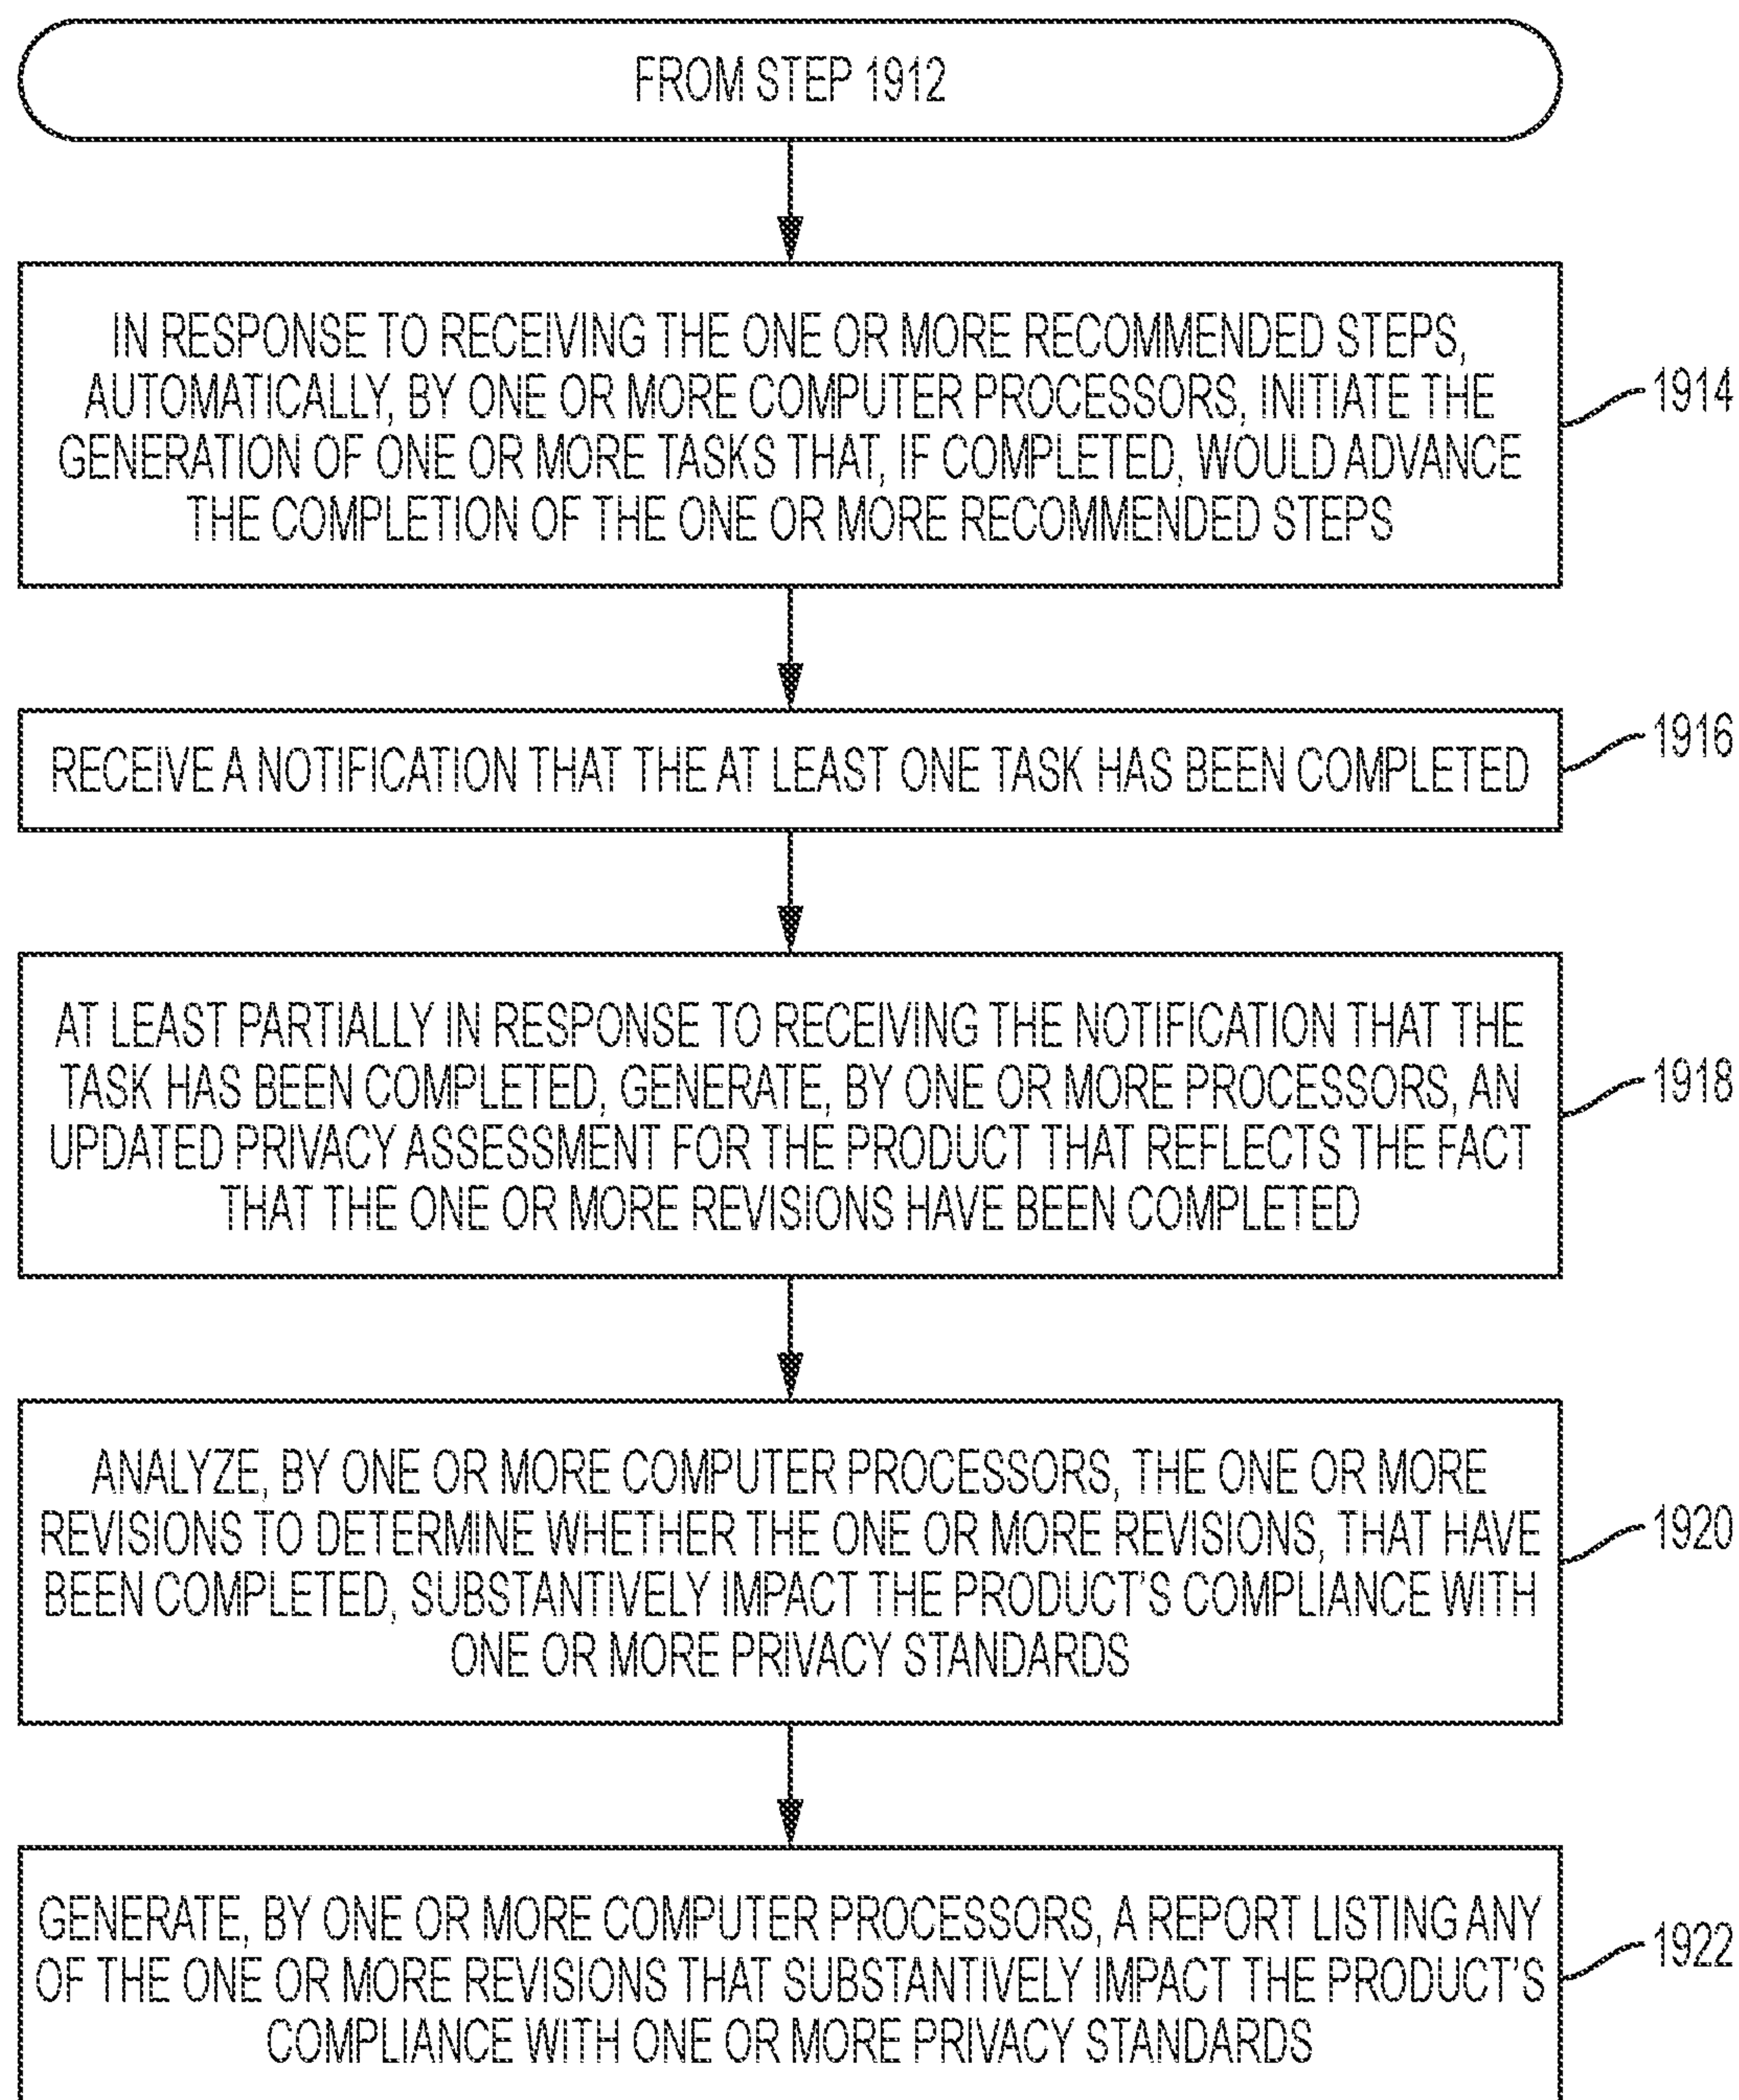 FROM STEP 1912
IN RESPONSE TO RECEIVING THE ONE OR MORE RECOMMENDED STEPS,
AUTOMATICALLY, BY ONE OR MORE COMPUTER PROCESSORS, INITIATE THE
GENERATION OF ONE OR MORE TASKS THAT, IF COMPLETED, WOULD ADVANCE
THE COMPLETION OF THE ONE OR MORE RECOMMENDED STEPS
1914
RECEIVE A NOTIFICATION THAT THE AT LEAST ONE TASK HAS BEEN COMPLETED
1916
AT LEAST PARTIALLY IN RESPONSE TO RECEIVING THE NOTIFICATION THAT THE
TASK HAS BEEN COMPLETED, GENERATE, BY ONE OR MORE PROCESSORS, AN
UPDATED PRIVACY ASSESSMENT FOR THE PRODUCT THAT REFLECTS THE FACT
THAT THE ONE OR MORE REVISIONS HAVE BEEN COMPLETED
1918
ANALYZE, BY ONE OR MORE COMPUTER PROCESSORS, THE ONE OR MORE
REVISIONS TO DETERMINE WHETHER THE ONE OR MORE REVISIONS, THAT HAVE
BEEN COMPLETED, SUBSTANTIVELY IMPACT THE PRODUCT'S COMPLIANCE WITH
ONE OR MORE PRIVACY STANDARDS
1920
GENERATE, BY ONE OR MORE COMPUTER PROCESSORS, A REPORT LISTING ANY
OF THE ONE OR MORE REVISIONS THAT SUBSTANTIVELY IMPACT THE PRODUCT'S
COMPLIANCE WITH ONE OR MORE PRIVACY STANDARDS
1922